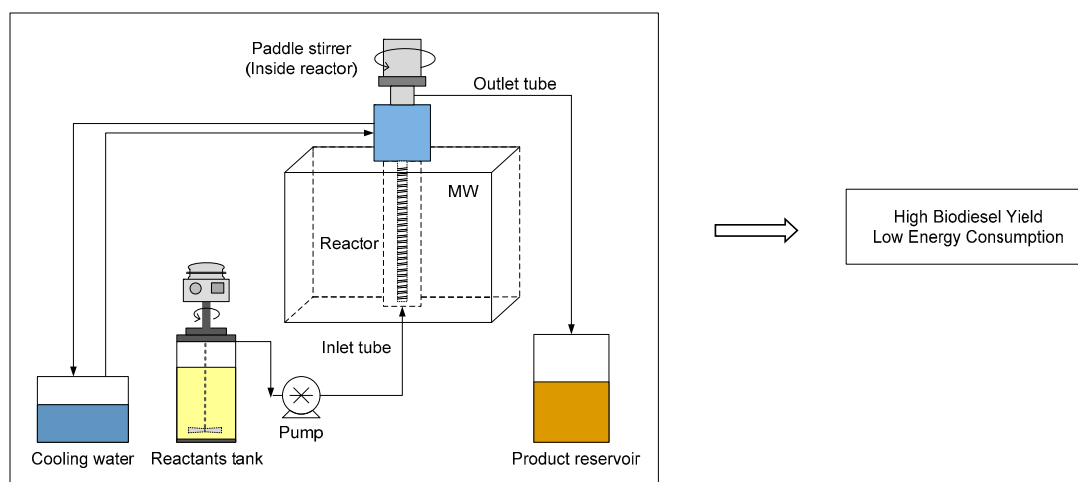 Paddle stirrer
(Inside reactor)
Outlet tube
MW
Reactor
Inlet tube
Pump
Cooling water
Reactants tank
Product reservoir
High Biodiesel Yield
Low Energy Consumption